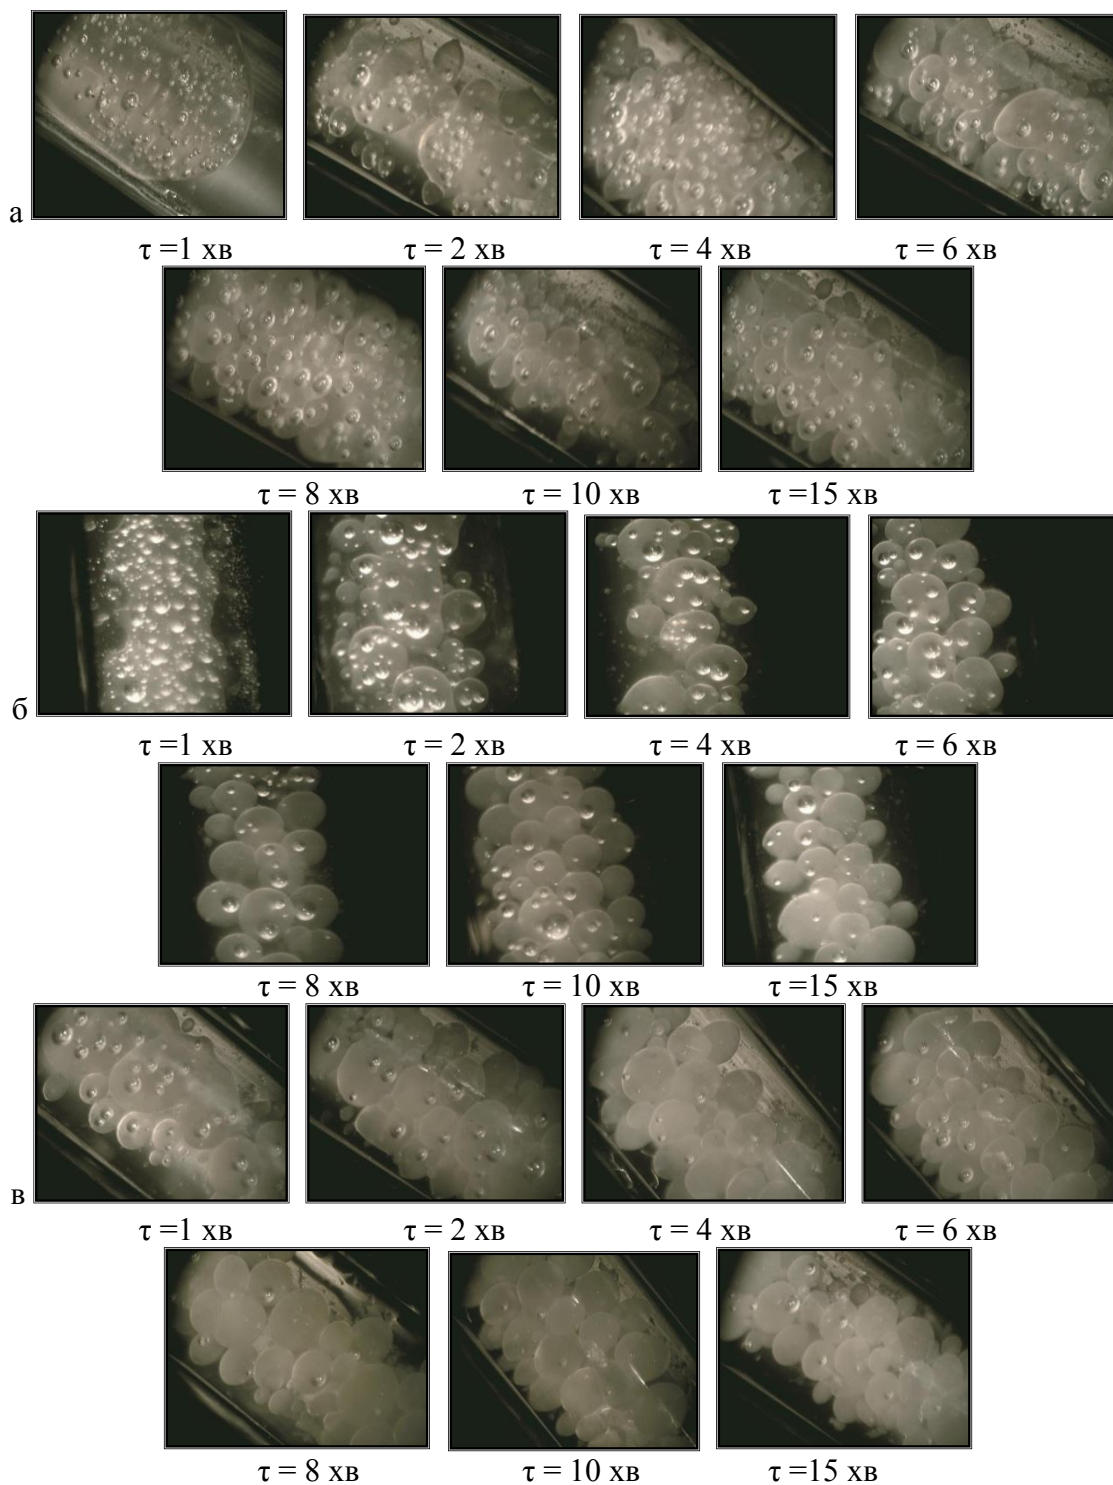 а
τ =1 хв τ = 2 хв τ = 4 хв τ = 6 хв
τ = 8 хв τ = 10 хв τ =15 хв
б
τ =1 хв τ = 2 хв τ = 4 хв τ = 6 хв
τ = 8 хв τ = 10 хв τ =15 хв
в
τ =1 хв τ = 2 хв τ = 4 хв τ = 6 хв
τ = 8 хв τ = 10 хв τ =15 хв